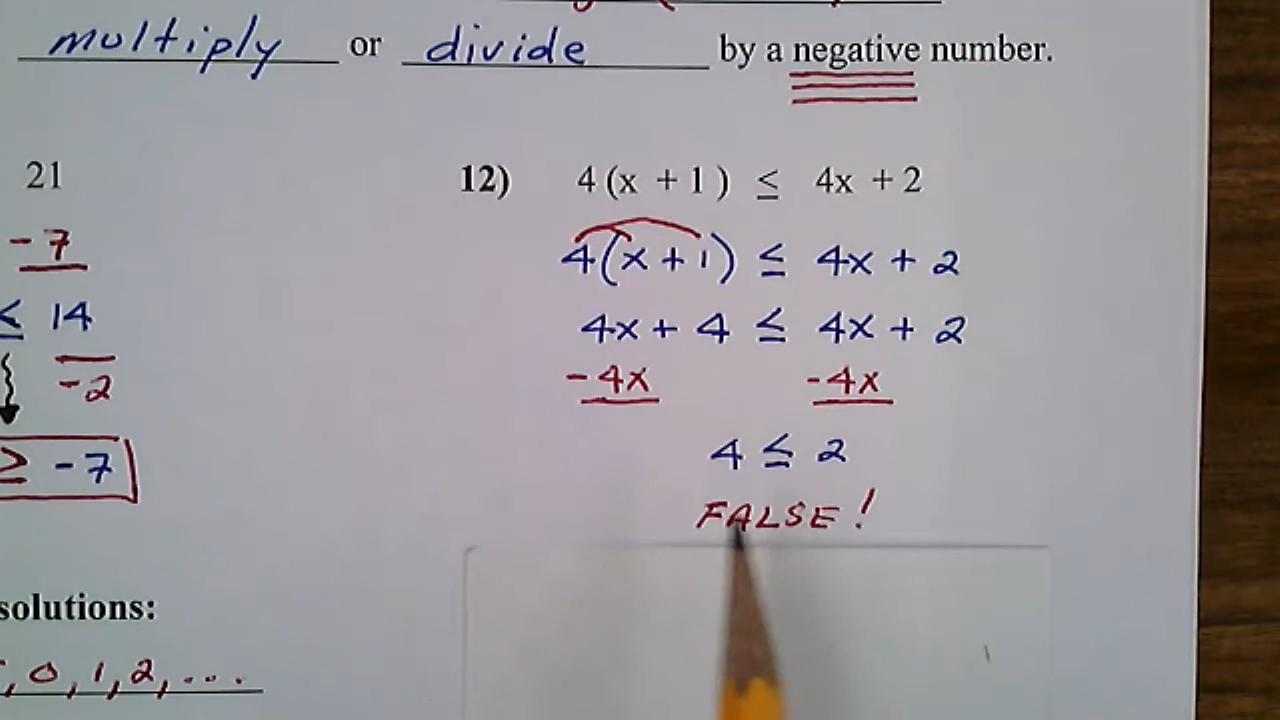 multiply or divide by a negative number.
21
- 7
≤ 14
-2
≥ -7
solutions:
, 0, 1, 2, ...
12) 4 (x + 1 ) ≤ 4x + 2
4(x + 1) ≤ 4x + 2
4x + 4 ≤ 4x + 2
-4x -4x
4 ≤ 2
FALSE!